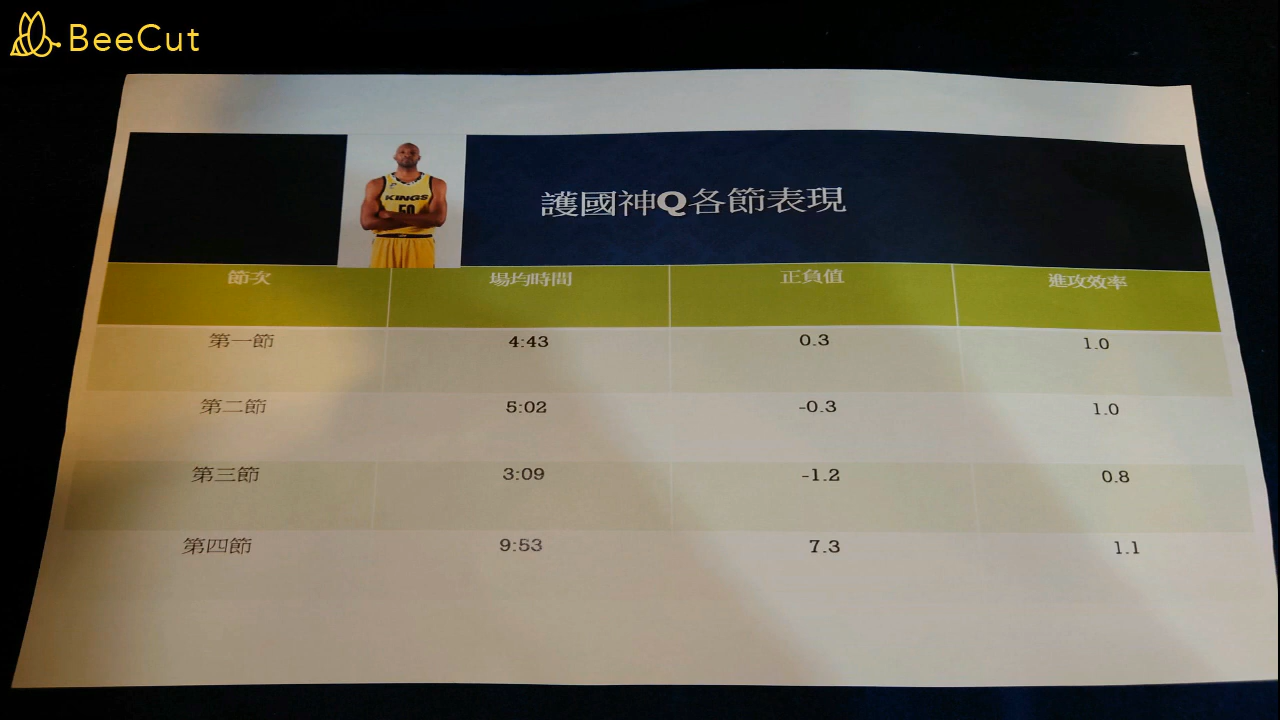 BeeCut
護國神Q各節表現
KINGS
50
節次 場均時間 正負值 進攻效率
第一節 4:43 0.3 1.0
第二節 5:02 -0.3 1.0
第三節 3:09 -1.2 0.8
第四節 9:53 7.3 1.1